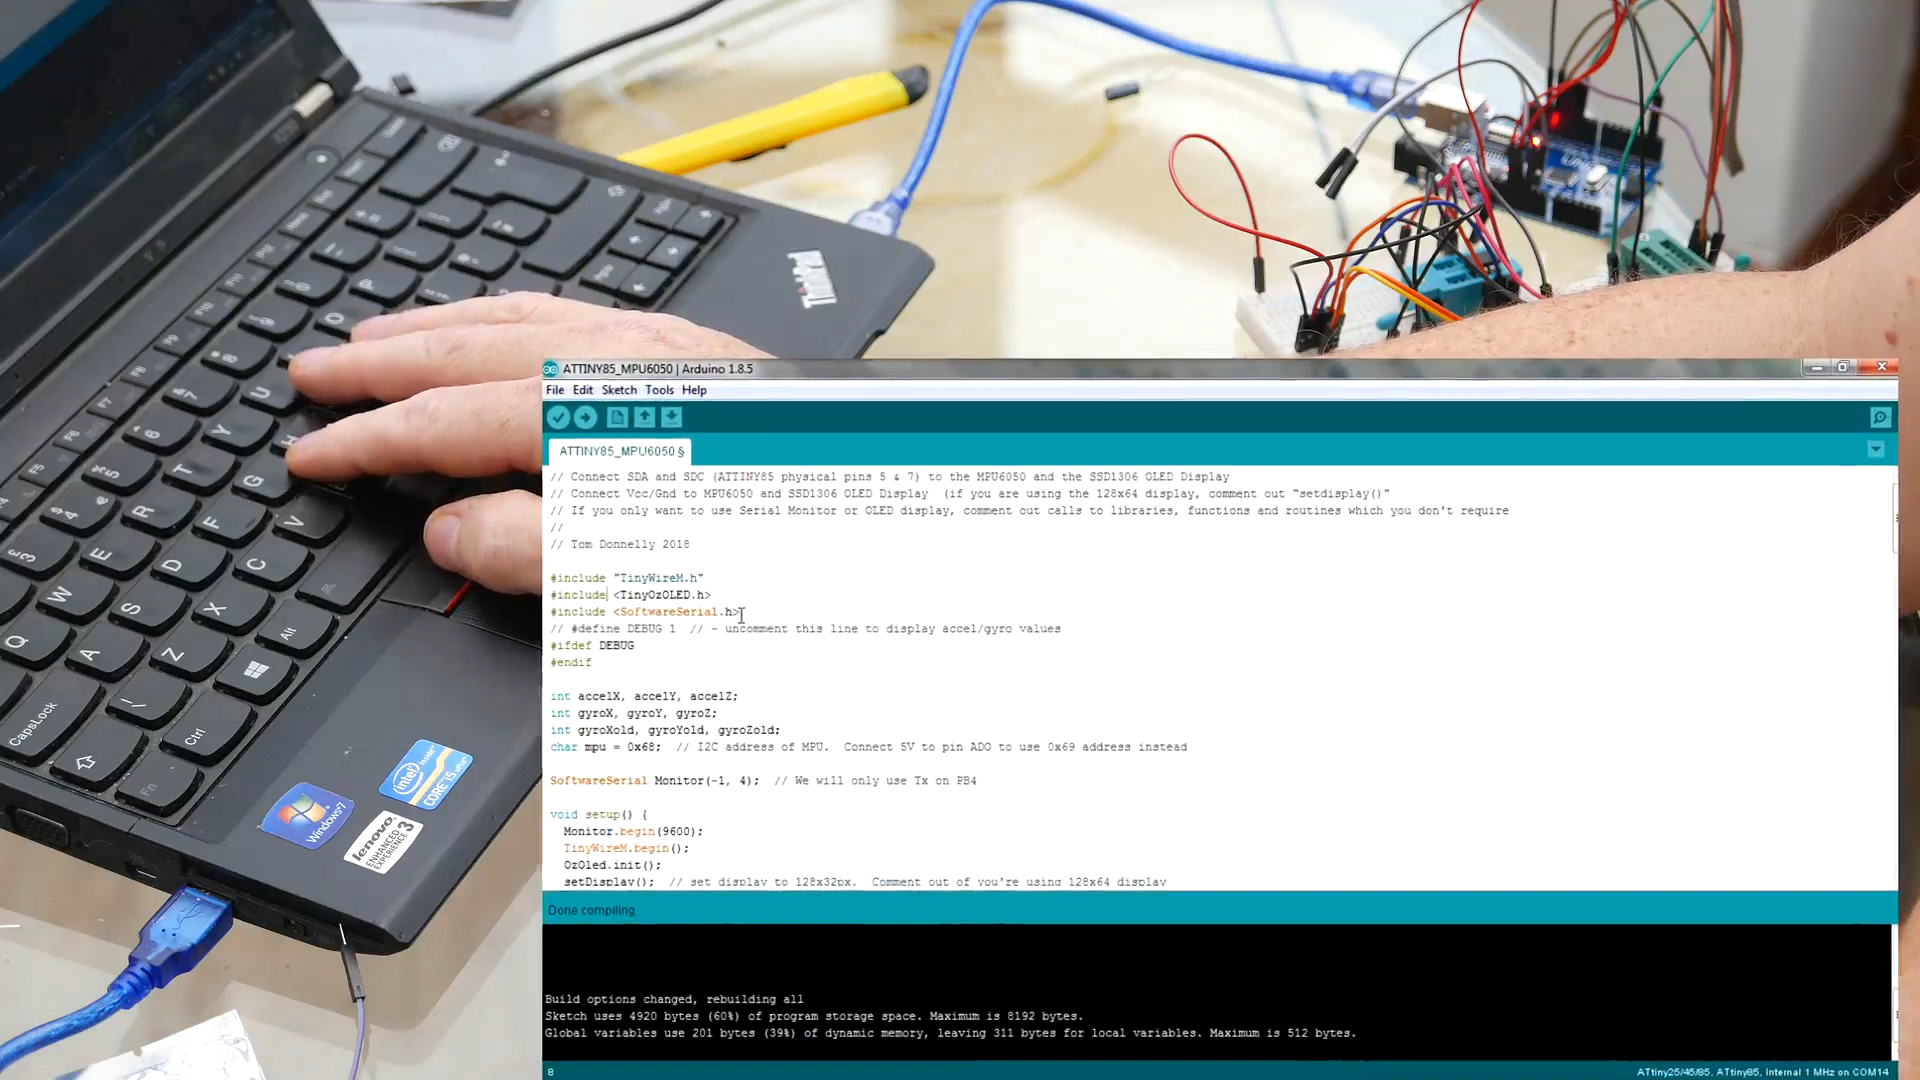 ThinkPad
ATTINY85_MPU6050 | Arduino 1.8.5
File Edit Sketch Tools Help
ATTINY85_MPU6050 §
// Connect SDA and SDC (ATTINY85 physical pins 5 & 7) to the MPU6050 and the SSD1306 OLED Display
// Connect Vcc/Gnd to MPU6050 and SSD1306 OLED Display  (if you are using the 128x64 display, comment out "setdisplay()"
// If you only want to use Serial Monitor or OLED display, comment out calls to libraries, functions and routines which you don't require
//
// Tom Donnelly 2018
#include "TinyWireM.h"
#include <TinyOzOLED.h>
#include <SoftwareSerial.h>
// #define DEBUG 1  // - uncomment this line to display accel/gyro values
#ifdef DEBUG
#endif
int accelX, accelY, accelZ;
int gyroX, gyroY, gyroZ;
int gyroXold, gyroYold, gyroZold;
char mpu = 0x68;  // I2C address of MPU.  Connect 5V to pin ADO to use 0x69 address instead
SoftwareSerial Monitor(-1, 4);  // We will only use Tx on PB4
void setup() {
Monitor.begin(9600);
TinyWireM.begin();
OzOled.init();
setDisplay();  // set display to 128x32px.  Comment out of you're using 128x64 display
Done compiling.
Build options changed, rebuilding all
Sketch uses 4920 bytes (60%) of program storage space. Maximum is 8192 bytes.
Global variables use 201 bytes (39%) of dynamic memory, leaving 311 bytes for local variables. Maximum is 512 bytes.
8
ATtiny25/45/85, ATtiny85, Internal 1 MHz on COM14
U
Y
H
T
G
R
F
V
E
D
C
W
S
Q
A
Z
Alt
Ctrl
Fn
CapsLock
F5
F6
F7
Home
intel inside
CORE i5
Windows 7
lenovo
ENHANCED EXPERIENCE 3